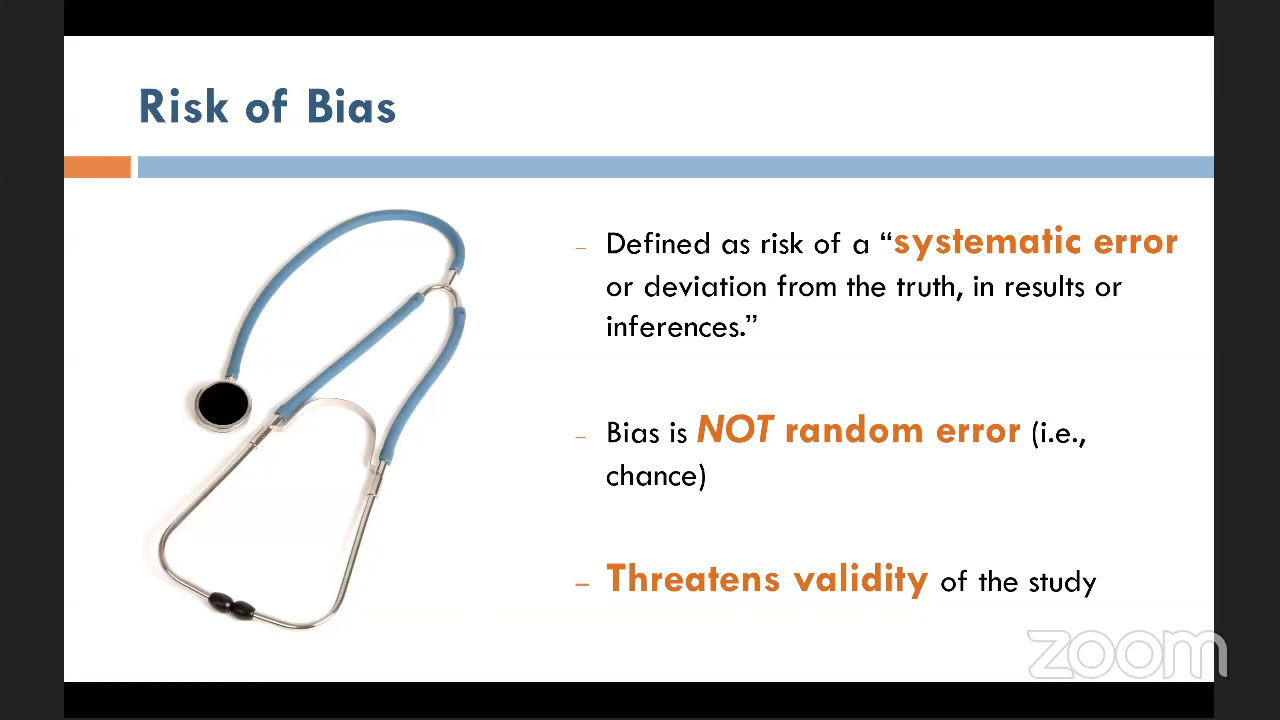 Risk of Bias
– Defined as risk of a “systematic error
or deviation from the truth, in results or
inferences.”
– Bias is NOT random error (i.e.,
chance)
– Threatens validity of the study
zoom